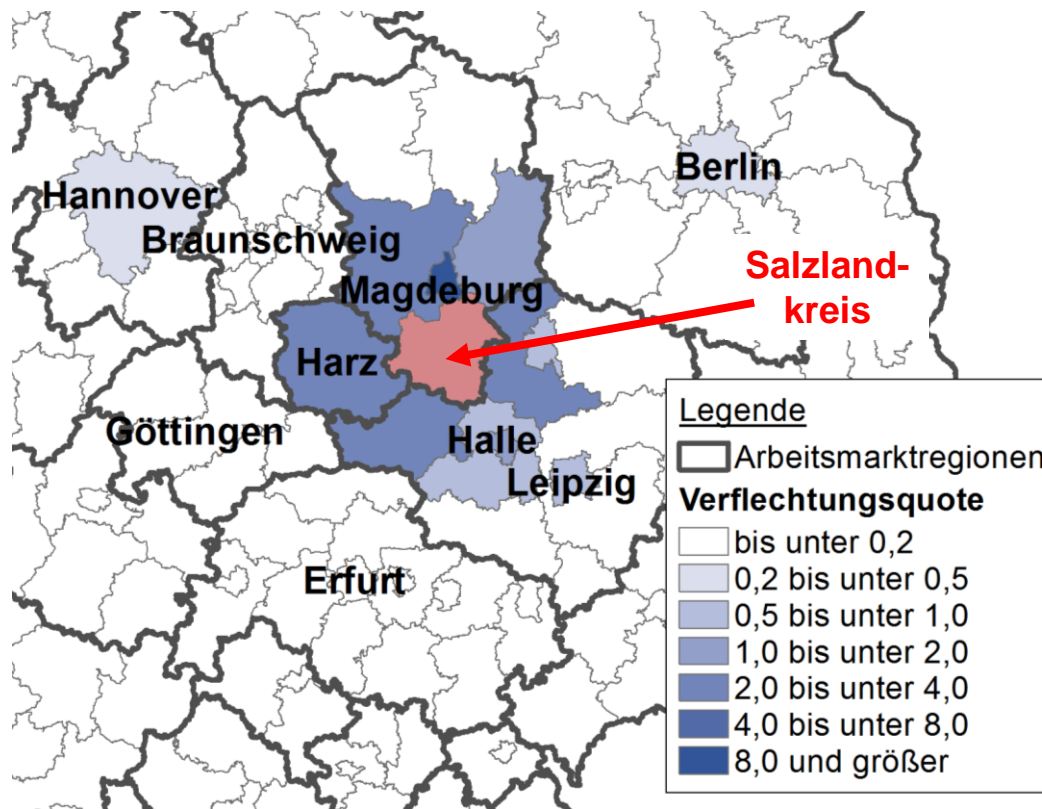 Hannover
Berlin
Braunschweig
Salzland-
kreis
Magdeburg
Harz
Göttingen
Halle
Leipzig
Erfurt
Legende
Arbeitsmarktregionen
Verflechtungsquote
bis unter 0,2
0,2 bis unter 0,5
0,5 bis unter 1,0
1,0 bis unter 2,0
2,0 bis unter 4,0
4,0 bis unter 8,0
8,0 und größer